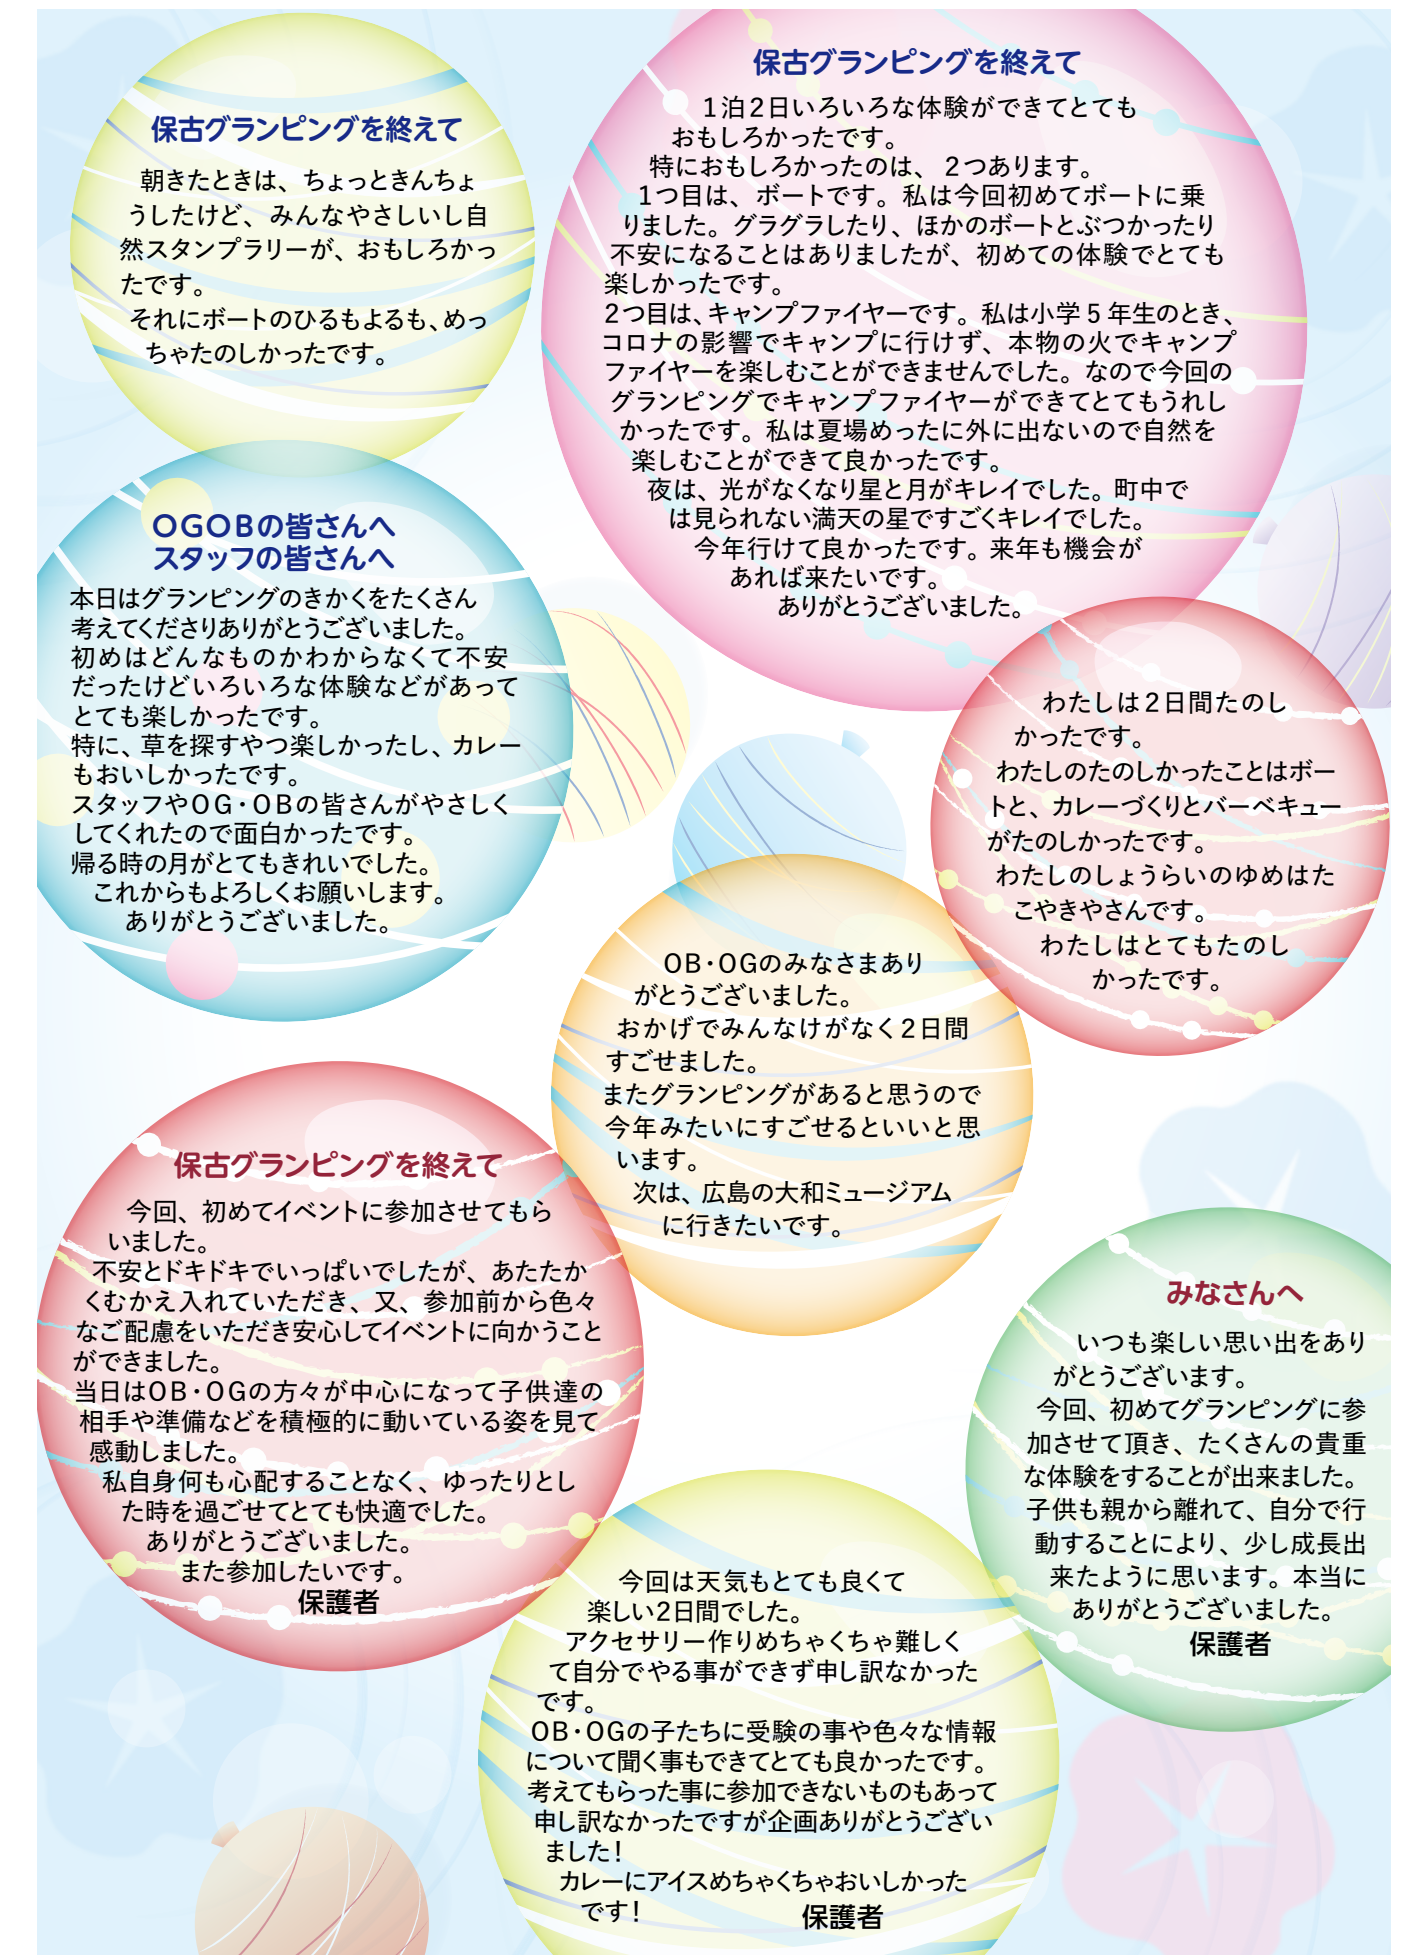 保古グランピングを終えて
朝きたときは、ちょっときんちょ
うしたけど、みんなやさしいし自
然スタンプラリーが、おもしろかっ
たです。
それにボートのひるもよるも、めっ
ちゃたのしかったです。
保古グランピングを終えて
1泊2日いろいろな体験ができてとても
おもしろかったです。
特におもしろかったのは、2つあります。
1つ目は、ボートです。私は今回初めてボートに乗
りました。グラグラしたり、ほかのボートとぶつかったり
不安になることはありましたが、初めての体験でとても
楽しかったです。
2つ目は、キャンプファイヤーです。私は小学5年生のとき、
コロナの影響でキャンプに行けず、本物の火でキャンプ
ファイヤーを楽しむことができませんでした。なので今回の
グランピングでキャンプファイヤーができてとてもうれし
かったです。私は夏場めったに外に出ないので自然を
楽しむことができて良かったです。
夜は、光がなくなり星と月がキレイでした。町中で
は見られない満天の星ですごくキレイでした。
今年行けて良かったです。来年も機会が
あれば来たいです。
ありがとうございました。
OGOBの皆さんへ
スタッフの皆さんへ
本日はグランピングのきかくをたくさん
考えてくださりありがとうございました。
初めはどんなものかわからなくて不安
だったけどいろいろな体験などがあって
とても楽しかったです。
特に、草を探すやつ楽しかったし、カレー
もおいしかったです。
スタッフやOG・OBの皆さんがやさしく
してくれたので面白かったです。
帰る時の月がとてもきれいでした。
これからもよろしくお願いします。
ありがとうございました。
わたしは2日間たのし
かったです。
わたしのたのしかったことはボー
トと、カレーづくりとバーベキュー
がたのしかったです。
わたしのしょうらいのゆめはた
こやきやさんです。
わたしはとてもたのし
かったです。
OB・OGのみなさまあり
がとうございました。
おかげでみんなけがなく2日間
すごせました。
またグランピングがあると思うので
今年みたいにすごせるといいと思
います。
次は、広島の大和ミュージアム
に行きたいです。
保古グランピングを終えて
今回、初めてイベントに参加させてもら
いました。
不安とドキドキでいっぱいでしたが、あたたか
くむかえ入れていただき、又、参加前から色々
なご配慮をいただき安心してイベントに向かうこと
ができました。
当日はOB・OGの方々が中心になって子供達の
相手や準備などを積極的に動いている姿を見て
感動しました。
私自身何も心配することなく、ゆったりとし
た時を過ごせてとても快適でした。
ありがとうございました。
また参加したいです。
保護者
みなさんへ
いつも楽しい思い出をあり
がとうございます。
今回、初めてグランピングに参
加させて頂き、たくさんの貴重
な体験をすることが出来ました。
子供も親から離れて、自分で行
動することにより、少し成長出
来たように思います。本当に
ありがとうございました。
保護者
今回は天気もとても良くて
楽しい2日間でした。
アクセサリー作りめちゃくちゃ難しく
て自分でやる事ができず申し訳なかった
です。
OB・OGの子たちに受験の事や色々な情報
について聞く事もできてとても良かったです。
考えてもらった事に参加できないものもあって
申し訳なかったですが企画ありがとうござい
ました!
カレーにアイスめちゃくちゃおいしかった
です!
保護者